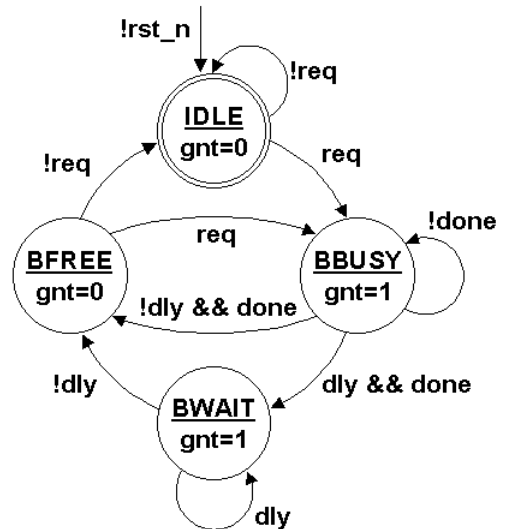 !rst_n
!req
IDLE
gnt=0
!req
req
req
!done
BFREE
gnt=0
BBUSY
gnt=1
!dly && done
!dly
dly && done
BWAIT
gnt=1
dly